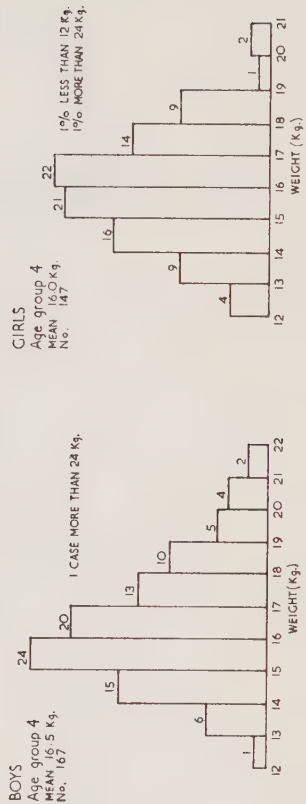 BOYS
Age group 4
MEAN 16.5 Kg.
No. 167
1 CASE MORE THAN 24 Kg.
1 6 15 24 20 13 10 5 4 2
12 13 14 15 16 17 18 19 20 21 22
WEIGHT (Kg.)
GIRLS
Age group 4
MEAN 16.0 Kg.
No. 147
1% LESS THAN 12 Kg.
1% MORE THAN 24 Kg.
4 9 16 21 22 14 9 1 2
12 13 14 15 16 17 18 19 20 21
WEIGHT (Kg.)